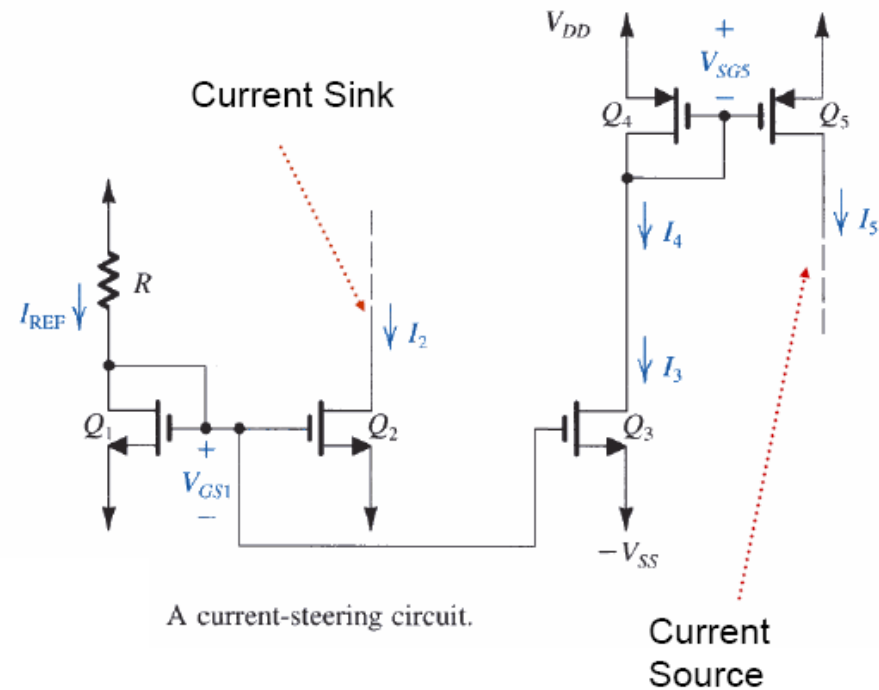 V_DD
+
V_SG5
−
Current Sink
Q_4
Q_5
R
I_4
I_5
I_REF
I_2
I_3
Q_1
Q_2
Q_3
+
V_GS1
−
−V_SS
A current-steering circuit.
Current
Source